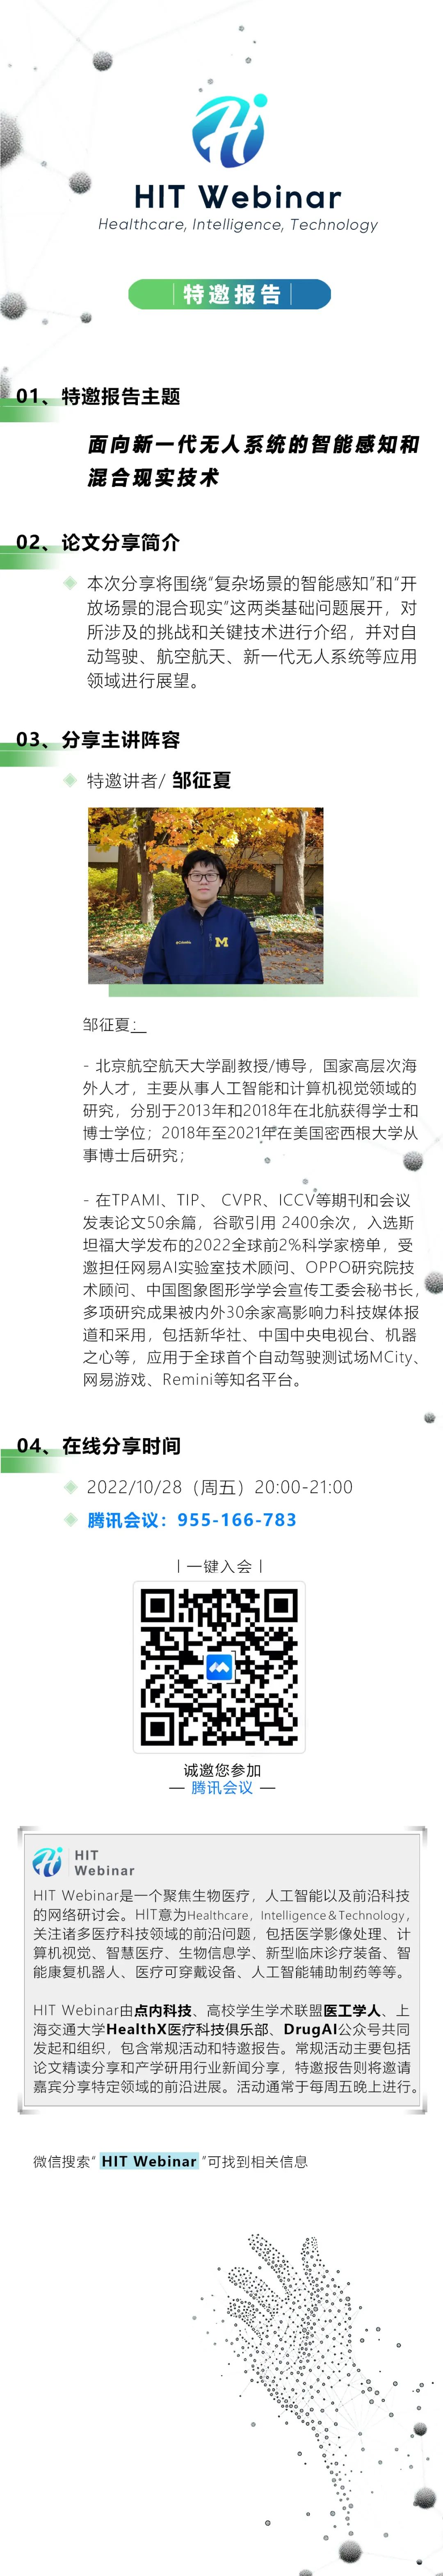 HIT Webinar
Healthcare, Intelligence, Technology
特邀报告
01、特邀报告主题
面向新一代无人系统的智能感知和
混合现实技术
02、论文分享简介
本次分享将围绕“复杂场景的智能感知”和“开
放场景的混合现实”这两类基础问题展开，对
所涉及的挑战和关键技术进行介绍，并对自
动驾驶、航空航天、新一代无人系统等应用
领域进行展望。
03、分享主讲阵容
特邀讲者/ 邹征夏
Columbia
M
邹征夏：
- 北京航空航天大学副教授/博导，国家高层次海
外人才，主要从事人工智能和计算机视觉领域的
研究，分别于2013年和2018年在北航获得学士和
博士学位；2018年至2021年在美国密西根大学从
事博士后研究；
- 在TPAMI、TIP、 CVPR、ICCV等期刊和会议
发表论文50余篇，谷歌引用 2400余次，入选斯
坦福大学发布的2022全球前2%科学家榜单，受
邀担任网易AI实验室技术顾问、OPPO研究院技
术顾问、中国图象图形学学会宣传工委会秘书长，
多项研究成果被内外30余家高影响力科技媒体报
道和采用，包括新华社、中国中央电视台、机器
之心等，应用于全球首个自动驾驶测试场MCity、
网易游戏、Remini等知名平台。
04、在线分享时间
2022/10/28（周五）20:00-21:00
腾讯会议：955-166-783
| 一键入会 |
诚邀您参加
— 腾讯会议 —
HIT
Webinar
HIT Webinar是一个聚焦生物医疗，人工智能以及前沿科技
的网络研讨会。HIT意为Healthcare，Intelligence＆Technology，
关注诸多医疗科技领域的前沿问题，包括医学影像处理、计
算机视觉、智慧医疗、生物信息学、新型临床诊疗装备、智
能康复机器人、医疗可穿戴设备、人工智能辅助制药等等。
HIT Webinar由点内科技、高校学生学术联盟医工学人、上
海交通大学HealthX医疗科技俱乐部、DrugAI公众号共同
发起和组织，包含常规活动和特邀报告。常规活动主要包括
论文精读分享和产学研用行业新闻分享，特邀报告则将邀请
嘉宾分享特定领域的前沿进展。活动通常于每周五晚上进行。
微信搜索“ HIT Webinar ”可找到相关信息